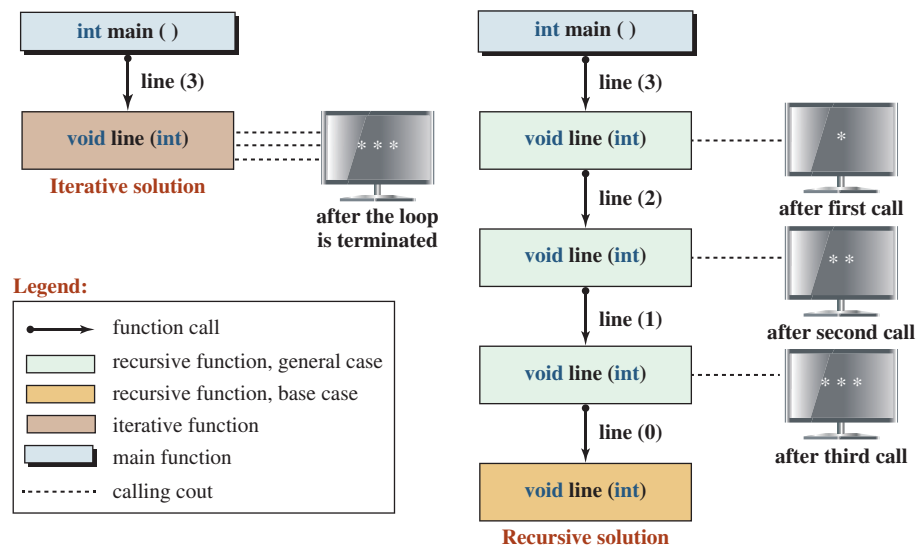 int main ( )
line (3)
void line (int)
Iterative solution
* * *
after the loop
is terminated
Legend:
function call
recursive function, general case
recursive function, base case
iterative function
main function
calling cout
int main ( )
line (3)
void line (int)
*
after first call
line (2)
void line (int)
* *
after second call
line (1)
void line (int)
* * *
after third call
line (0)
void line (int)
Recursive solution